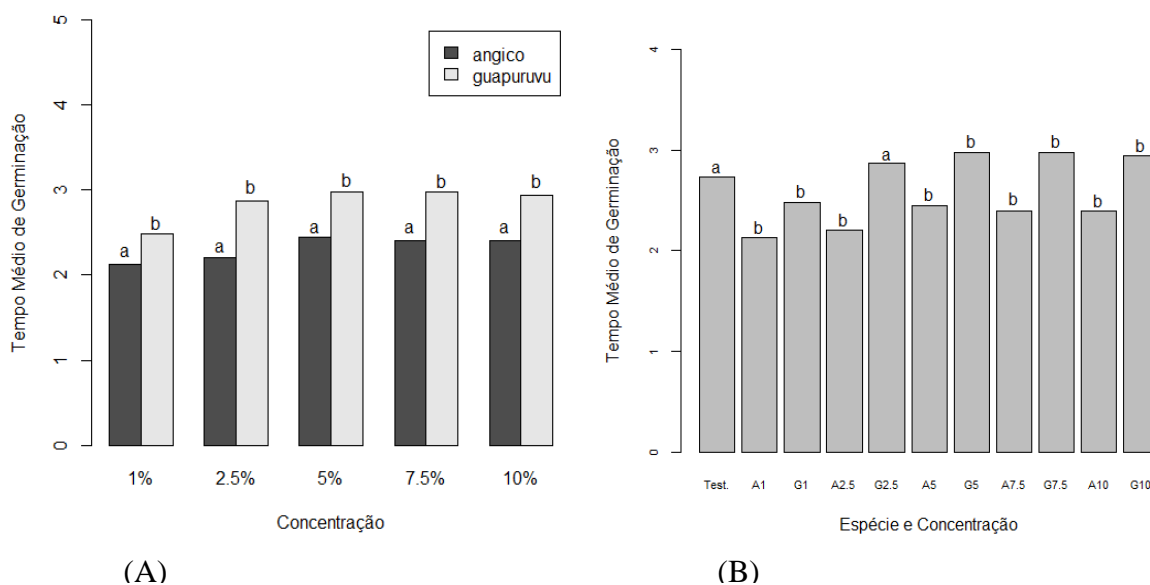 5
4
3
2
1
0
Tempo Médio de Germinação
angico
guapuruvu
a b
a b
a b
a b
a b
1% 2.5% 5% 7.5% 10%
Concentração
(A)
4
3
2
1
0
Tempo Médio de Germinação
a b b b a b b b b b b
Test. A1 G1 A2.5 G2.5 A5 G5 A7.5 G7.5 A10 G10
Espécie e Concentração
(B)